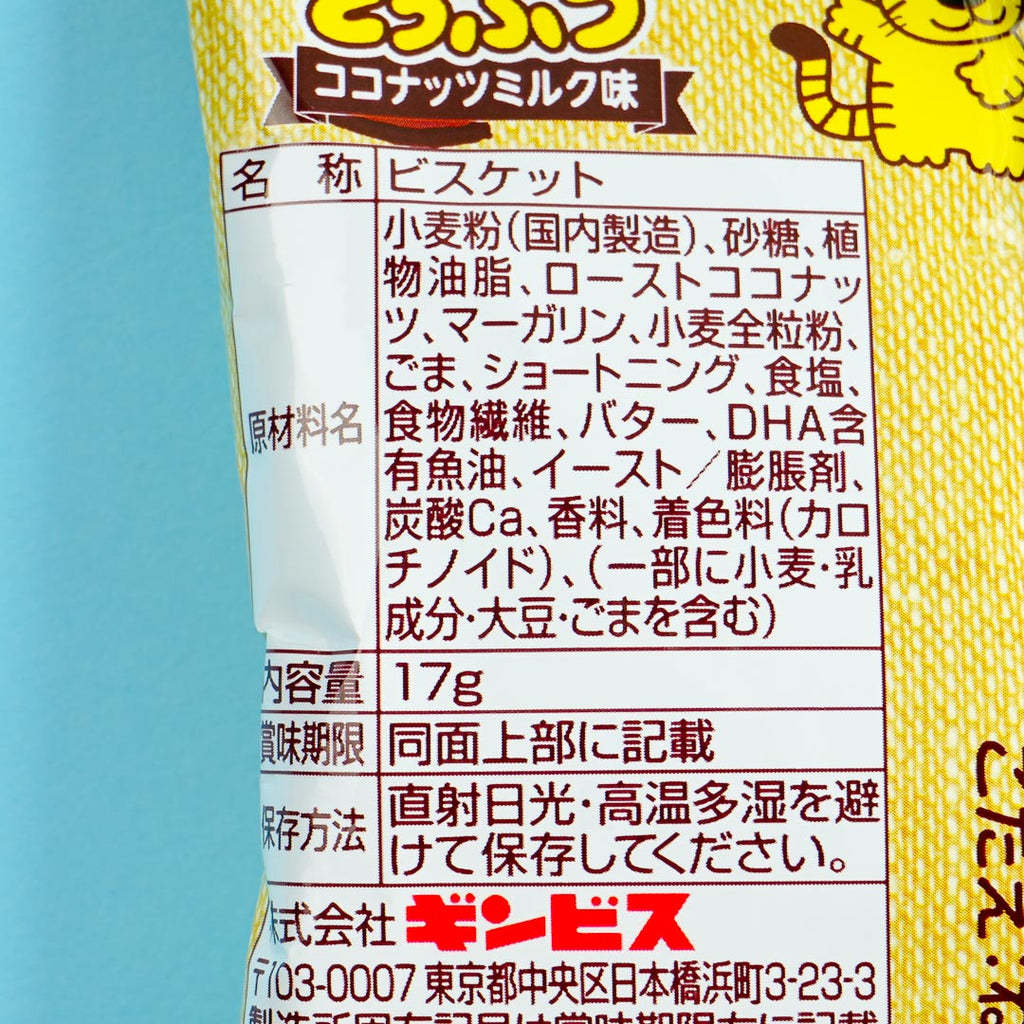 ココナッツミルク味
名称 ビスケット
小麦粉(国内製造)、砂糖、植
物油脂、ローストココナッ
ツ、マーガリン、小麦全粒粉、
ごま、ショートニング、食塩、
原材料名 食物繊維、バター、DHA含
有魚油、イースト／膨脹剤、
炭酸Ca、香料、着色料(カロ
チノイド)、(一部に小麦・乳
成分・大豆・ごまを含む)
内容量 17g
賞味期限 同面上部に記載
保存方法 直射日光・高温多湿を避
けて保存してください。
株式会社 ギンビス
〒103-0007 東京都中央区日本橋浜町3-23-3